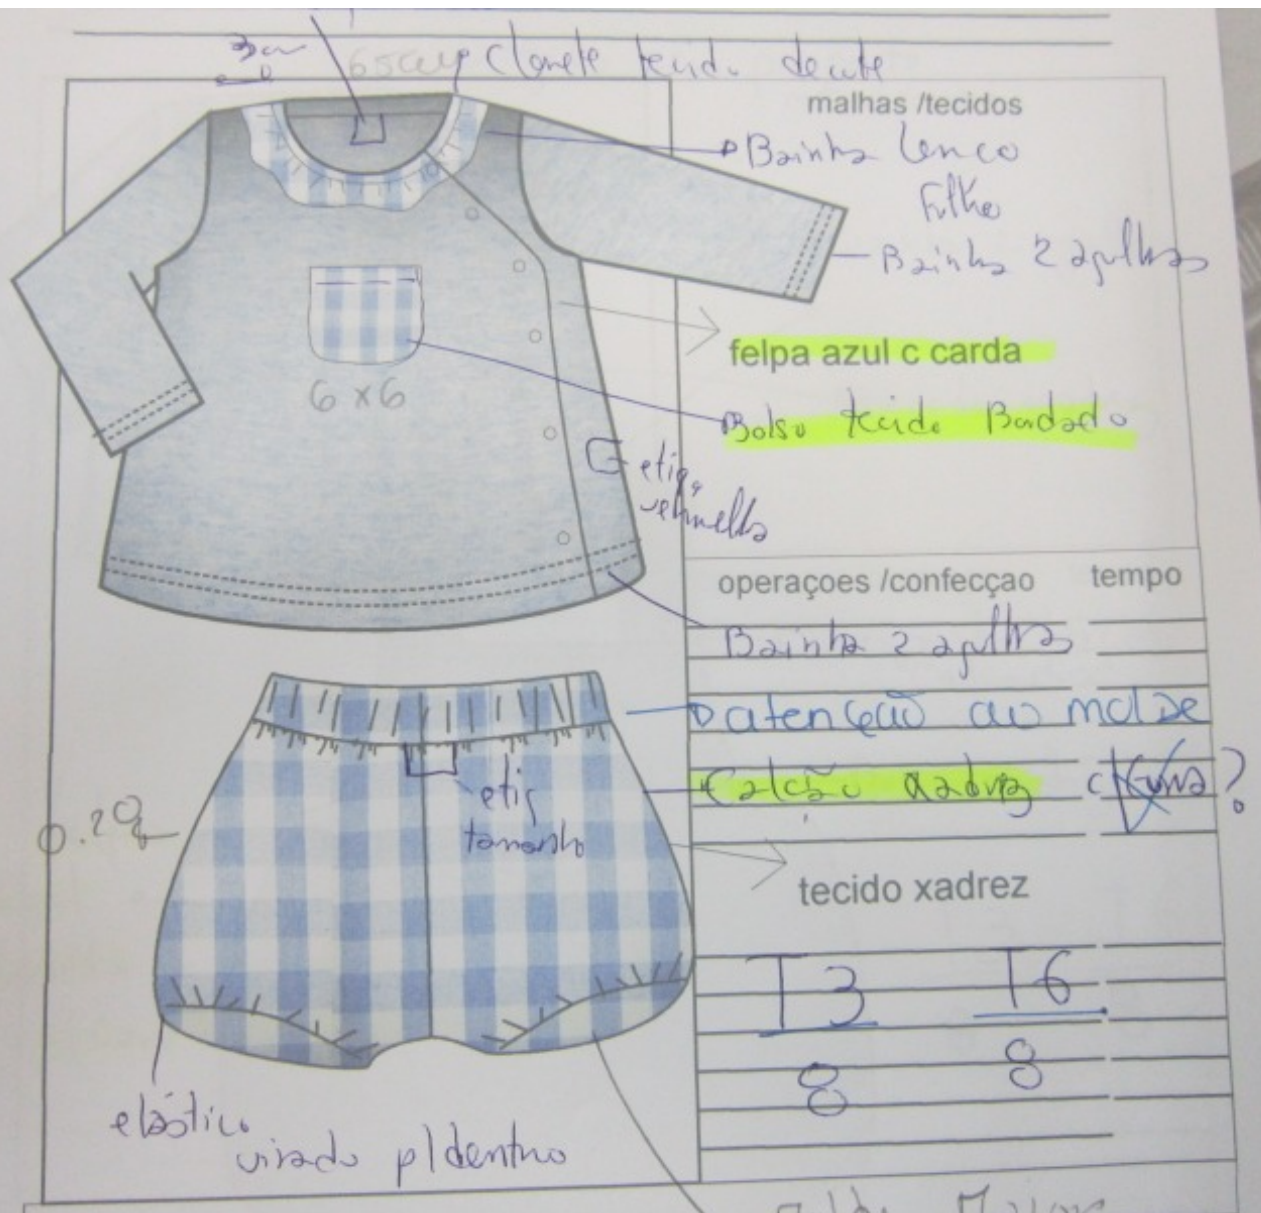 3cm
tecido
malhas /tecidos
Bainha lenço
Folho
Bainha 2 agulhas
felpa azul c carda
Bolso tecido Bordado
6 x 6
etiq
vermelha
operaçoes /confecçao tempo
Bainha 2 agulhas
atenção ao molde
Calção xadrez
etiq
tamanho
tecido xadrez
T3 T6
8 8
elástico
virado p/dentro